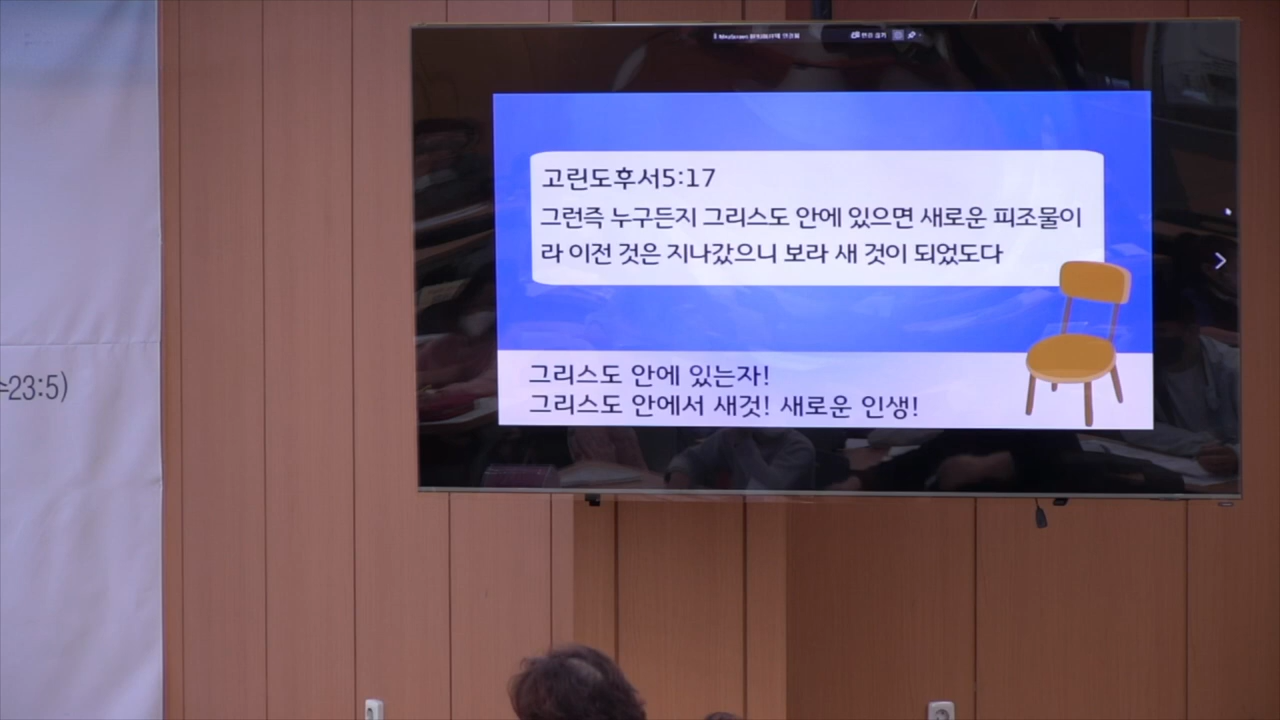 고린도후서5:17
그런즉 누구든지 그리스도 안에 있으면 새로운 피조물이
라 이전 것은 지나갔으니 보라 새 것이 되었도다
그리스도 안에 있는자!
그리스도 안에서 새것! 새로운 인생!
23:5)